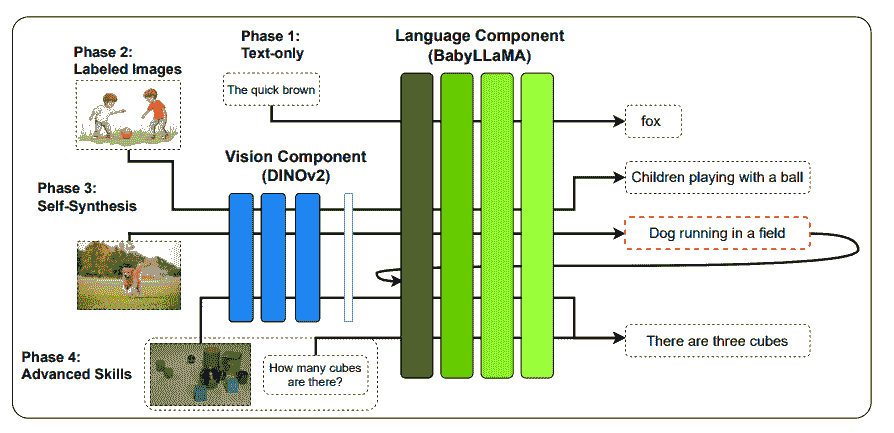 Phase 1:
Text-only
Language Component
(BabyLLaMA)
Phase 2:
Labeled Images
The quick brown
fox
Vision Component
(DINOv2)
Children playing with a ball
Phase 3:
Self-Synthesis
Dog running in a field
Phase 4:
Advanced Skills
How many cubes
are there?
There are three cubes